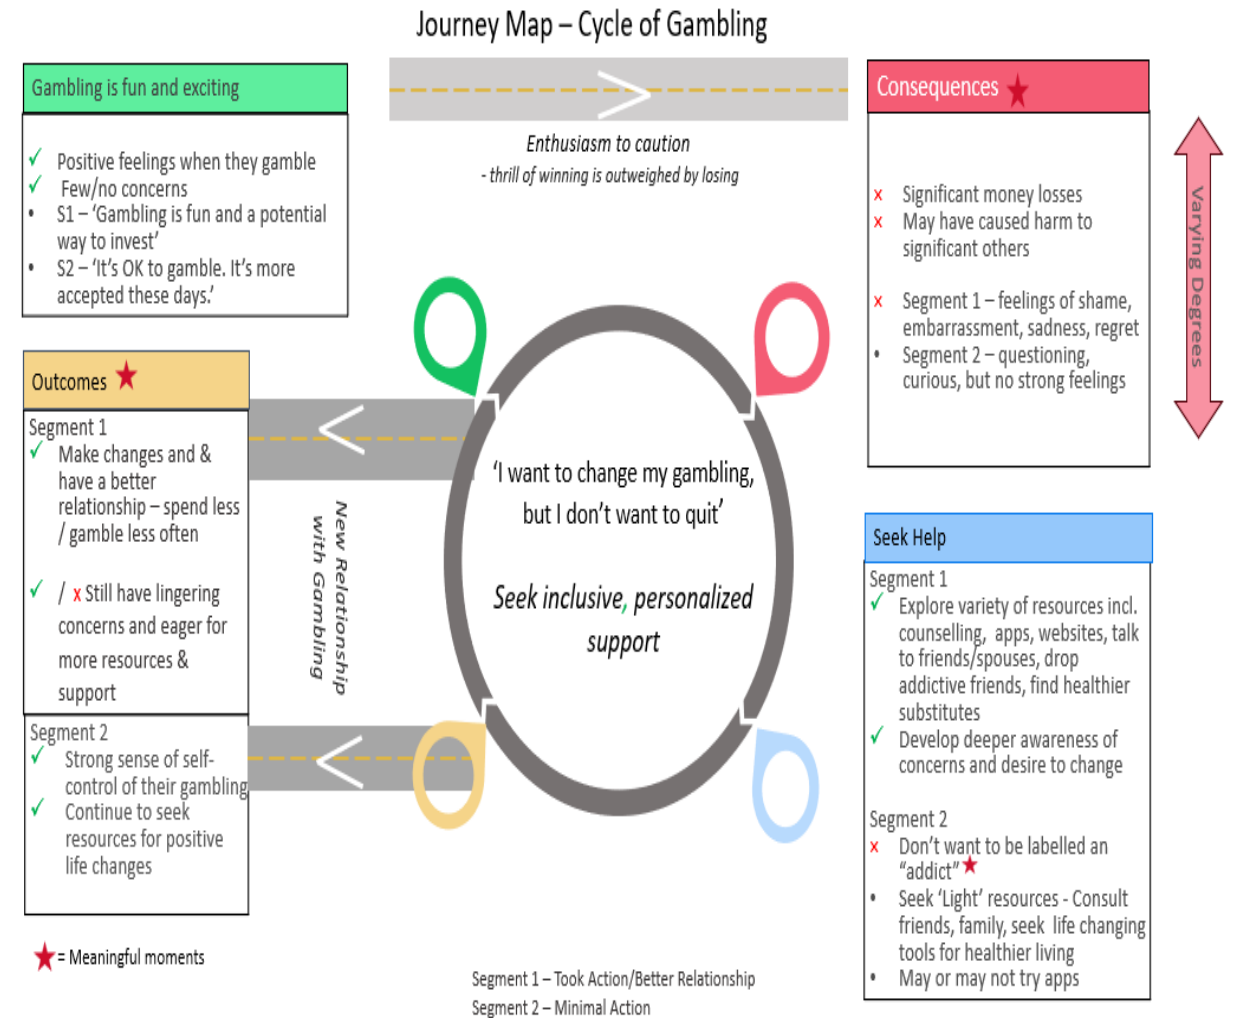 Journey Map – Cycle of Gambling
Gambling is fun and exciting
✓ Positive feelings when they gamble
✓ Few/no concerns
• S1 – ‘Gambling is fun and a potential
way to invest’
• S2 – ‘It’s OK to gamble. It’s more
accepted these days.’
Enthusiasm to caution
- thrill of winning is outweighed by losing
Consequences
x Significant money losses
x May have caused harm to
significant others
x Segment 1 – feelings of shame,
embarrassment, sadness, regret
• Segment 2 – questioning,
curious, but no strong feelings
Varying Degrees
Outcomes
Segment 1
✓ Make changes and &
have a better
relationship – spend less
/ gamble less often
✓ / x Still have lingering
concerns and eager for
more resources &
support
Segment 2
✓ Strong sense of self-
control of their gambling
✓ Continue to seek
resources for positive
life changes
New Relationship
with Gambling
‘I want to change my gambling,
but I don’t want to quit’
Seek inclusive, personalized
support
Seek Help
Segment 1
✓ Explore variety of resources incl.
counselling, apps, websites, talk
to friends/spouses, drop
addictive friends, find healthier
substitutes
✓ Develop deeper awareness of
concerns and desire to change
Segment 2
x Don’t want to be labelled an
“addict”
• Seek ‘Light’ resources - Consult
friends, family, seek life changing
tools for healthier living
• May or may not try apps
= Meaningful moments
Segment 1 – Took Action/Better Relationship
Segment 2 – Minimal Action